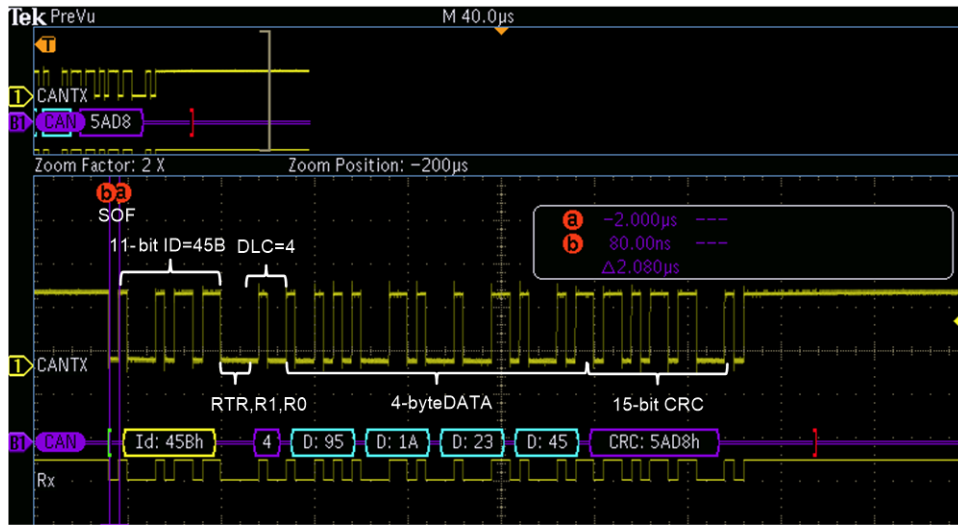 Tek PreVu M 40.0µs
T
1 CANTX
B1 CAN 5AD8
Zoom Factor: 2 X Zoom Position: −200µs
b a
SOF
11-bit ID=45B DLC=4
a −2.000µs ----
b 80.00ns ----
Δ2.080µs
1 CANTX
RTR,R1,R0 4-byteDATA 15-bit CRC
B1 CAN Id: 45Bh 4 D: 95 D: 1A D: 23 D: 45 CRC: 5AD8h
Rx